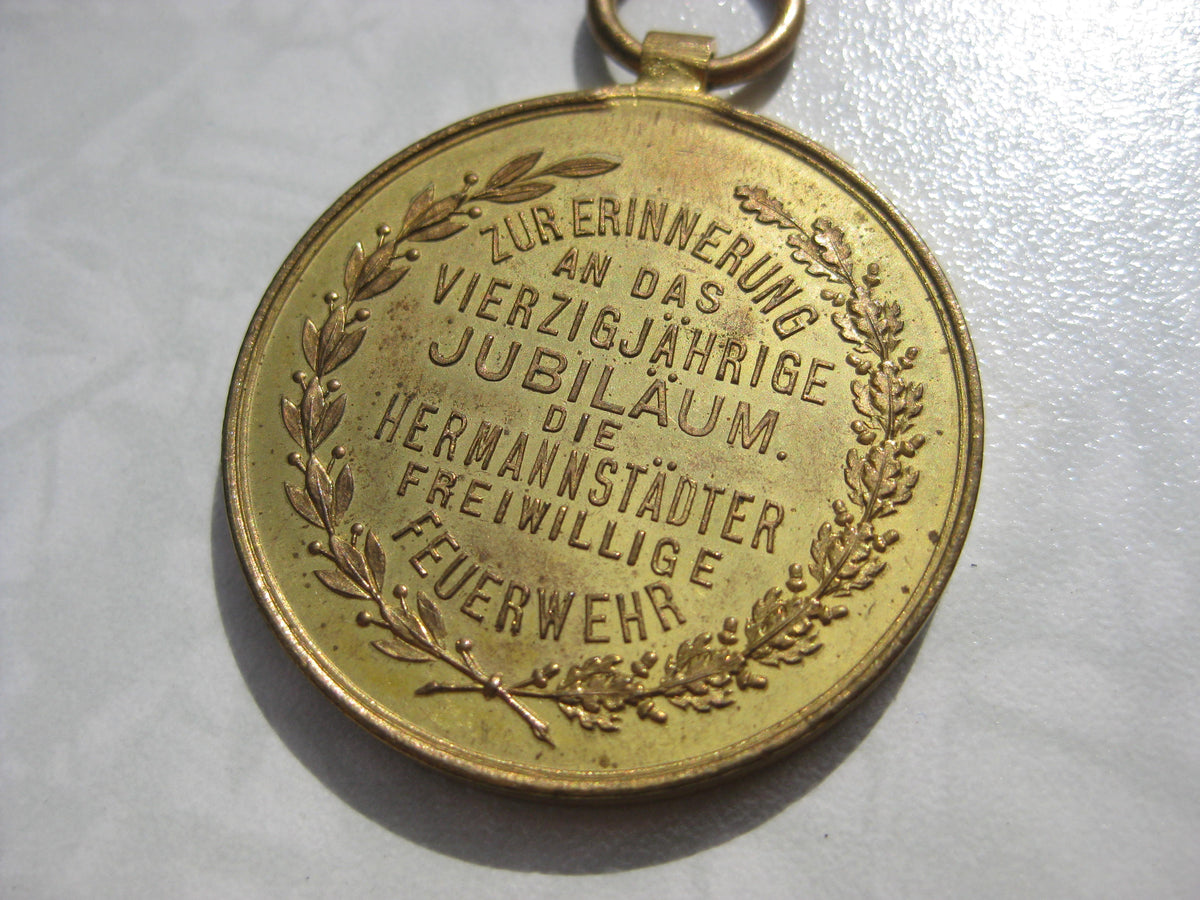 ZUR ERINNERUNG
AN DAS
VIERZIGJÄHRIGE
JUBILÄUM.
DIE
HERMANNSTÄDTER
FREIWILLIGE
FEUERWEHR